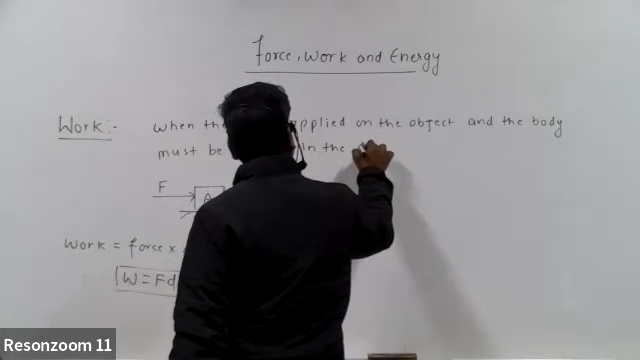 Force, Work and Energy
Work:- When the applied on the object and the body
must be in the
F
A
Work = force x
W = Fd
Resonzoom 11